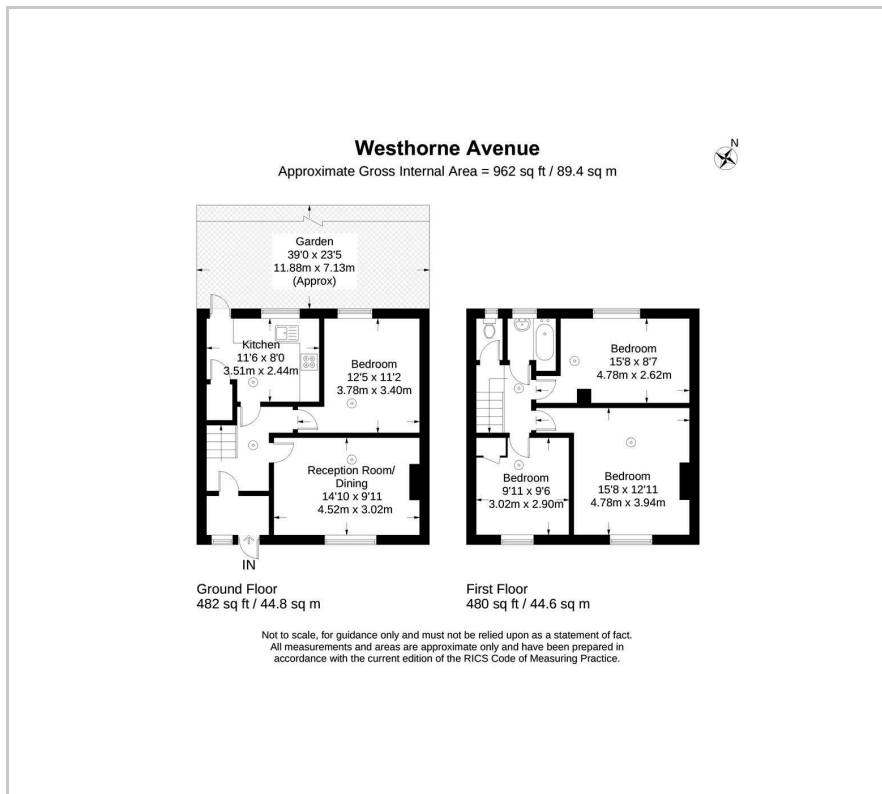 Westhorne Avenue
Approximate Gross Internal Area = 962 sq ft / 89.4 sq m
N
Garden
39'0 x 23'5
11.88m x 7.13m
(Approx)
Kitchen
11'6 x 8'0
3.51m x 2.44m
Bedroom
12'5 x 11'2
3.78m x 3.40m
Reception Room/
Dining
14'10 x 9'11
4.52m x 3.02m
IN
Ground Floor
482 sq ft / 44.8 sq m
Bedroom
15'8 x 8'7
4.78m x 2.62m
Bedroom
9'11 x 9'6
3.02m x 2.90m
Bedroom
15'8 x 12'11
4.78m x 3.94m
First Floor
480 sq ft / 44.6 sq m
Not to scale, for guidance only and must not be relied upon as a statement of fact.
All measurements and areas are approximate only and have been prepared in
accordance with the current edition of the RICS Code of Measuring Practice.